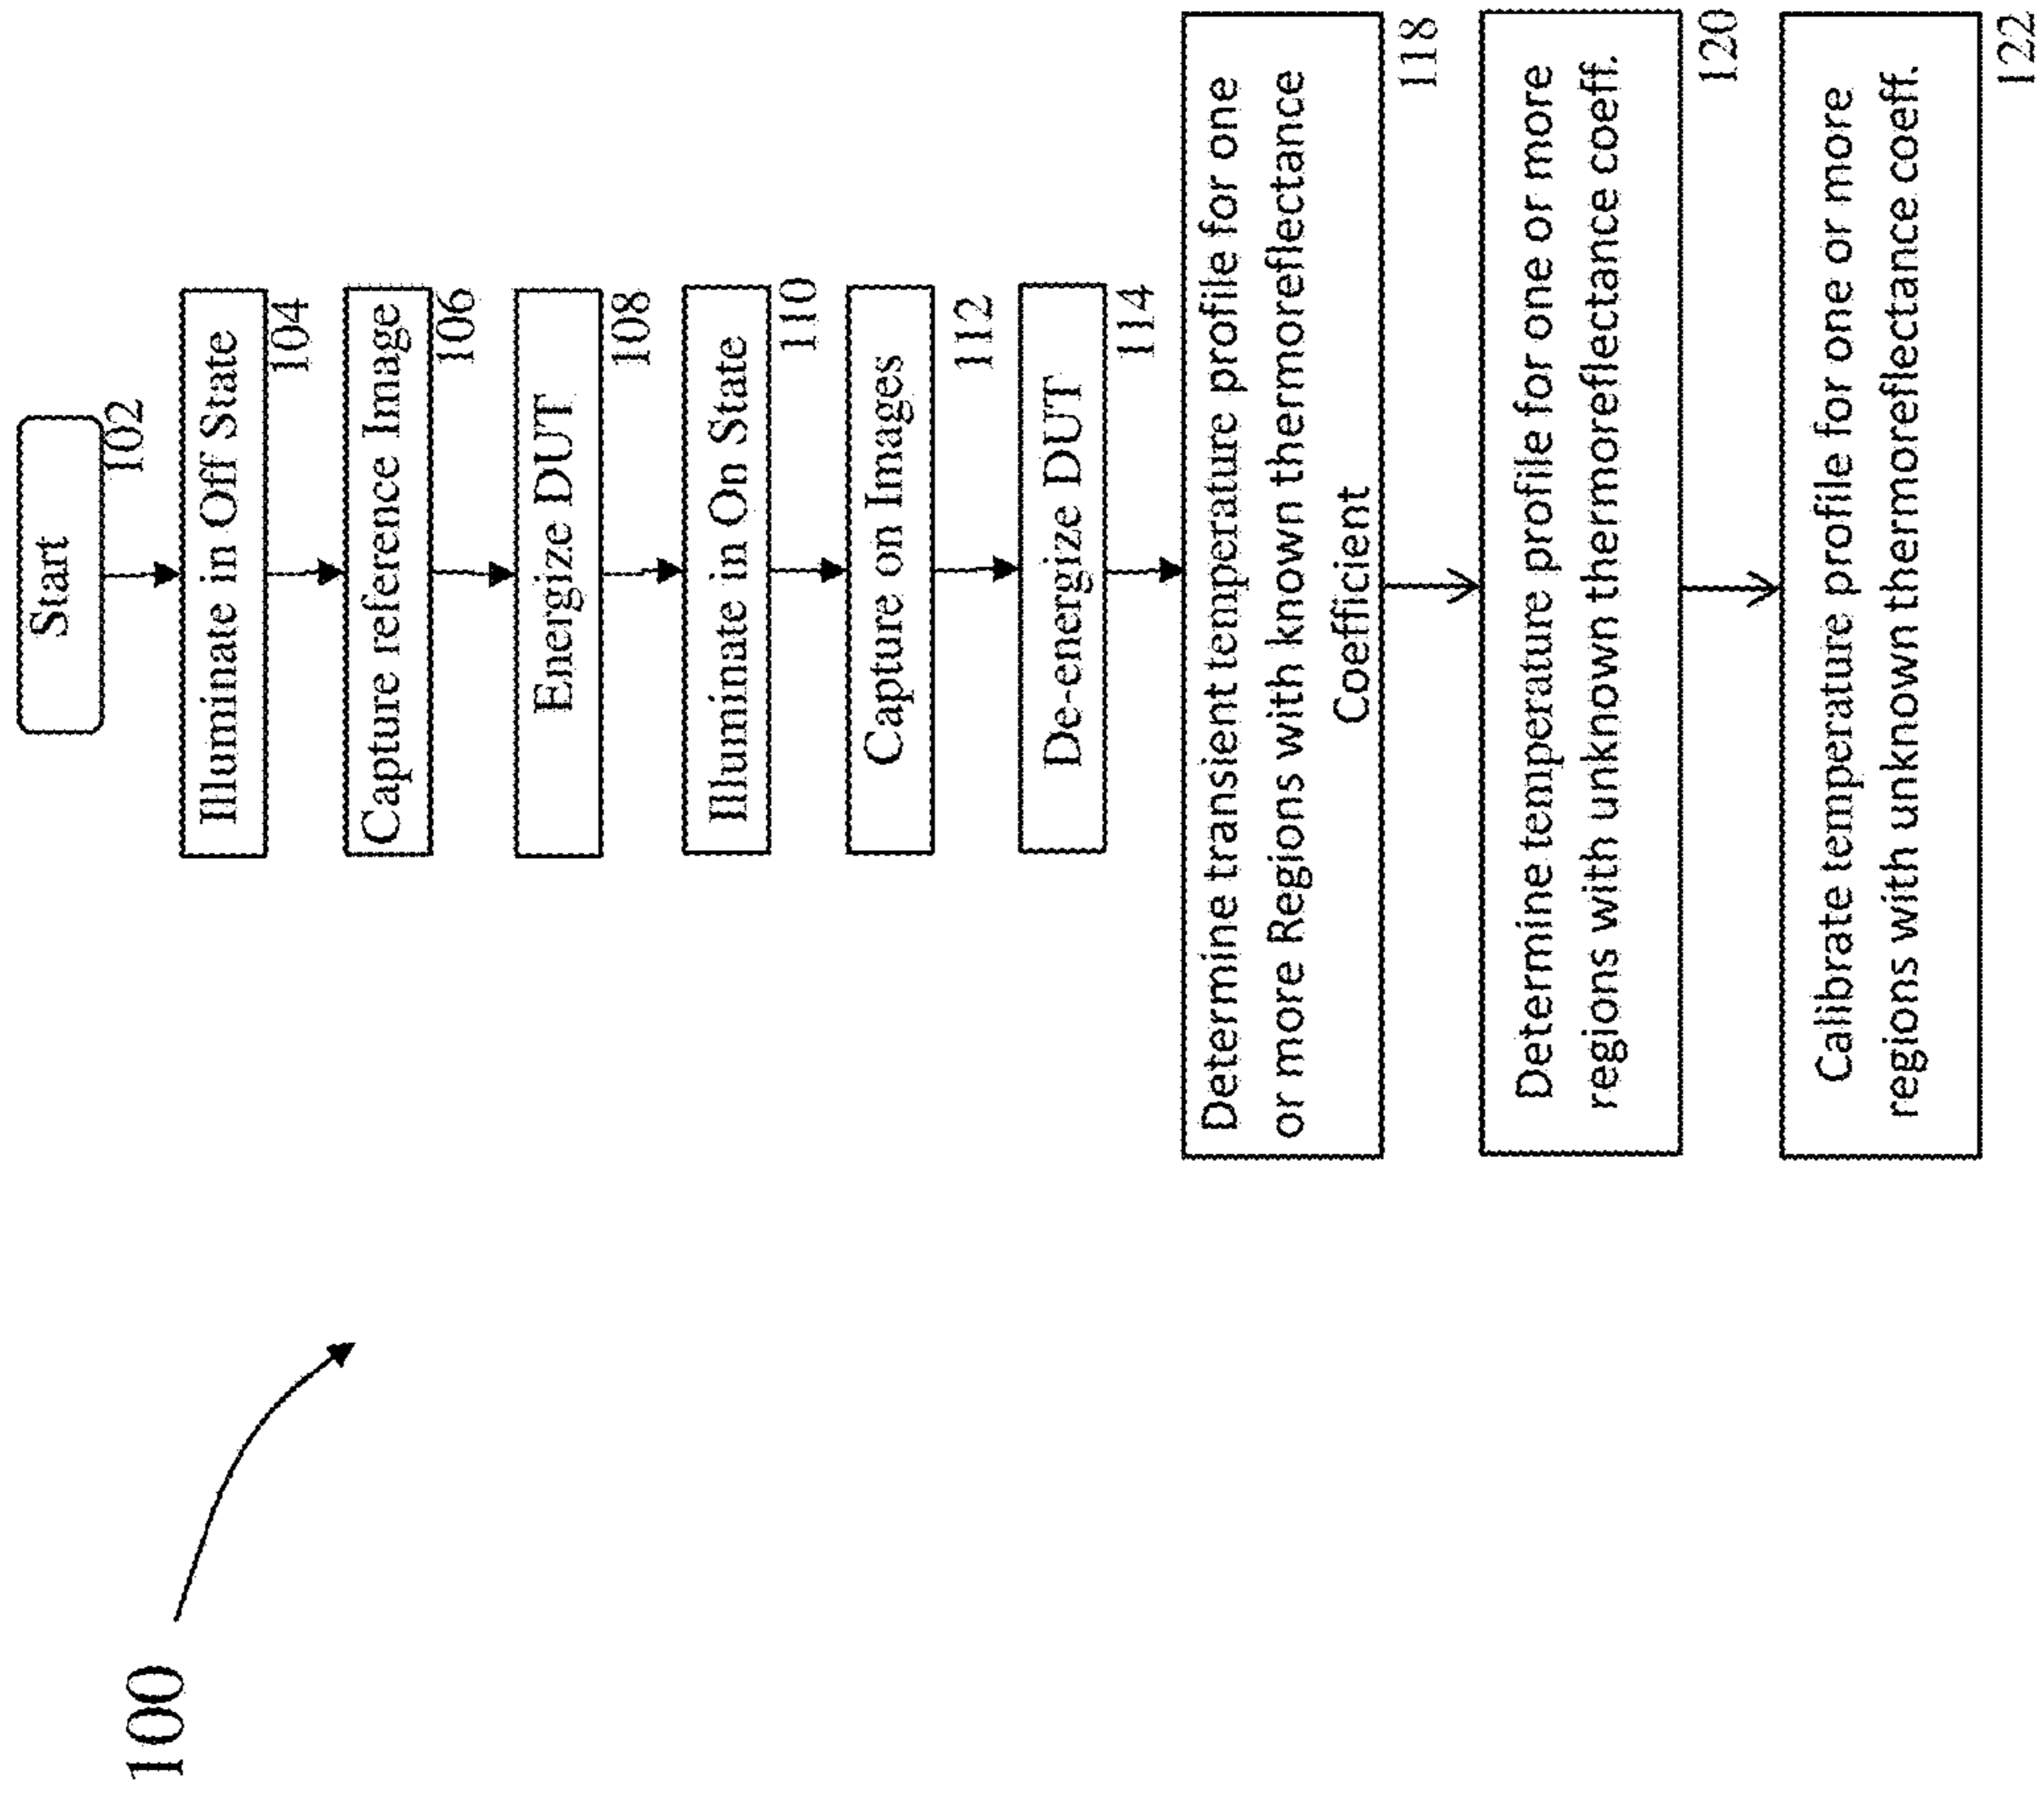 100
Start
102
Illuminate in Off State
104
Capture reference Image
106
Energize DUT
108
Illuminate in On State
110
Capture on Images
112
De-energize DUT
114
Determine transient temperature profile for one
or more Regions with known thermoreflectance
Coefficient
118
Determine temperature profile for one or more
regions with unknown thermoreflectance coeff.
120
Calibrate temperature profile for one or more
regions with unknown thermoreflectance coeff.
122